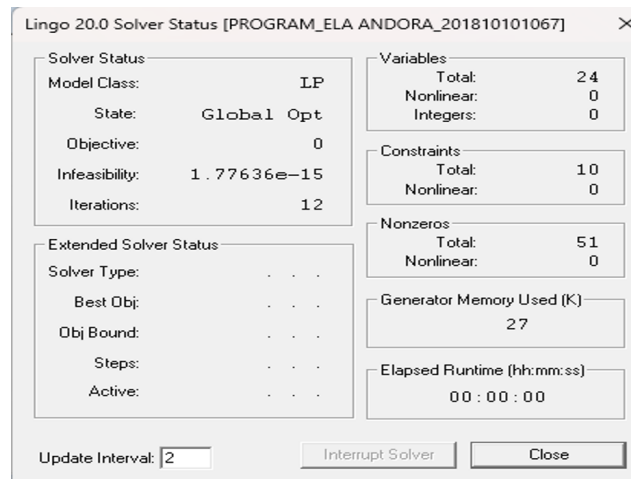 Lingo 20.0 Solver Status [PROGRAM_ELA ANDORA_201810101067]
Solver Status
Model Class: LP
State: Global Opt
Objective: 0
Infeasibility: 1.77636e-15
Iterations: 12
Extended Solver Status
Solver Type: . . .
Best Obj: . . .
Obj Bound: . . .
Steps: . . .
Active: . . .
Variables
Total: 24
Nonlinear: 0
Integers: 0
Constraints
Total: 10
Nonlinear: 0
Nonzeros
Total: 51
Nonlinear: 0
Generator Memory Used (K)
27
Elapsed Runtime (hh:mm:ss)
00:00:00
Update Interval: 2
Interrupt Solver
Close